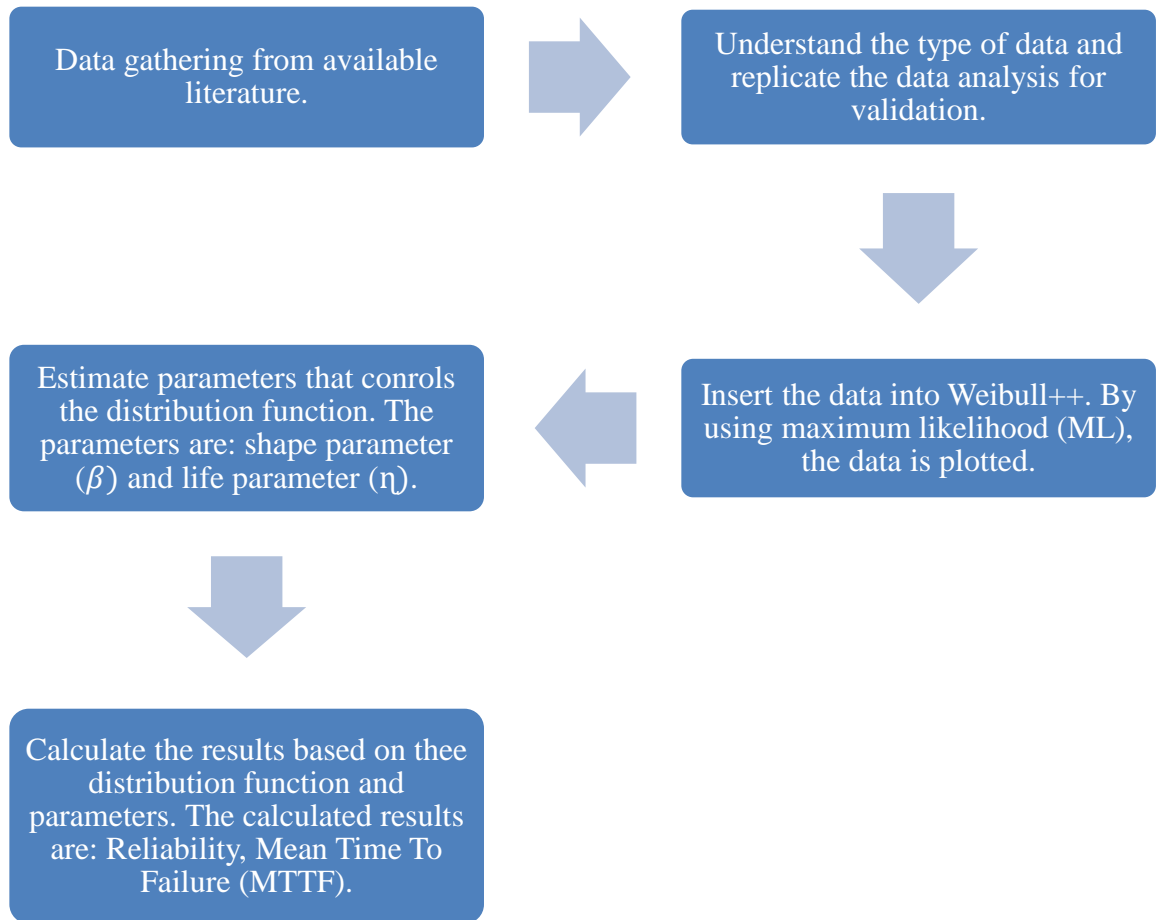 Data gathering from available
literature.
Understand the type of data and
replicate the data analysis for
validation.
Insert the data into Weibull++. By
using maximum likelihood (ML),
the data is plotted.
Estimate parameters that conrols
the distribution function. The
parameters are: shape parameter
(β) and life parameter (η).
Calculate the results based on thee
distribution function and
parameters. The calculated results
are: Reliability, Mean Time To
Failure (MTTF).